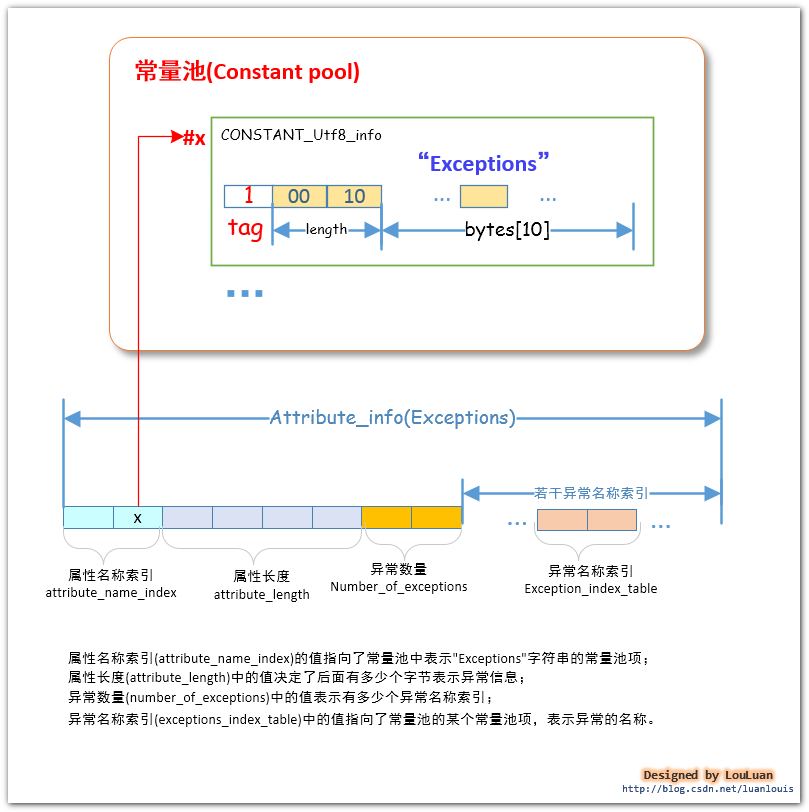 常量池(Constant pool)
#x
CONSTANT_Utf8_info
“Exceptions”
1 00 10 ... ...
tag length bytes[10]
...
Attribute_info(Exceptions)
若干异常名称索引
x ... ...
属性名称索引
attribute_name_index
属性长度
attribute_length
异常数量
Number_of_exceptions
异常名称索引
Exception_index_table
属性名称索引(attribute_name_index)的值指向了常量池中表示"Exceptions"字符串的常量池项；
属性长度(attribute_length)中的值决定了后面有多少个字节表示异常信息；
异常数量(number_of_exceptions)中的值表示有多少个异常名称索引；
异常名称索引(exceptions_index_table)中的值指向了常量池的某个常量池项，表示异常的名称。
Designed by LouLuan
http://blog.csdn.net/luanlouis